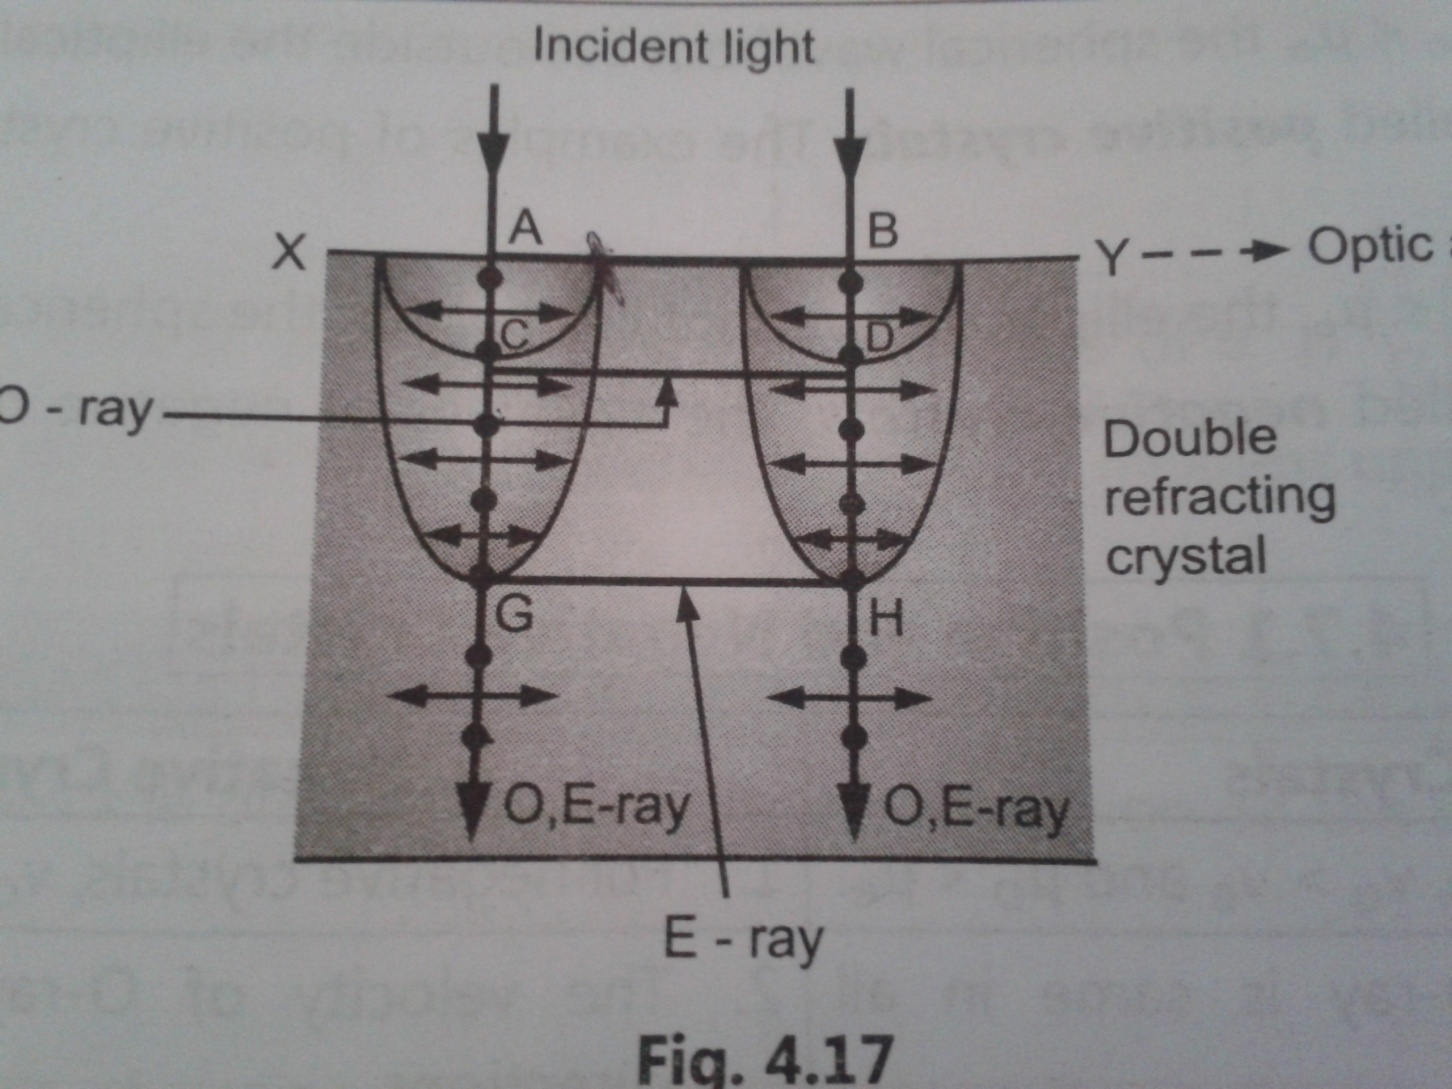 Incident light
A
B
X
Y
Optic
C
D
O - ray
Double
refracting
crystal
G
H
O,E-ray
O,E-ray
E - ray
Fig. 4.17